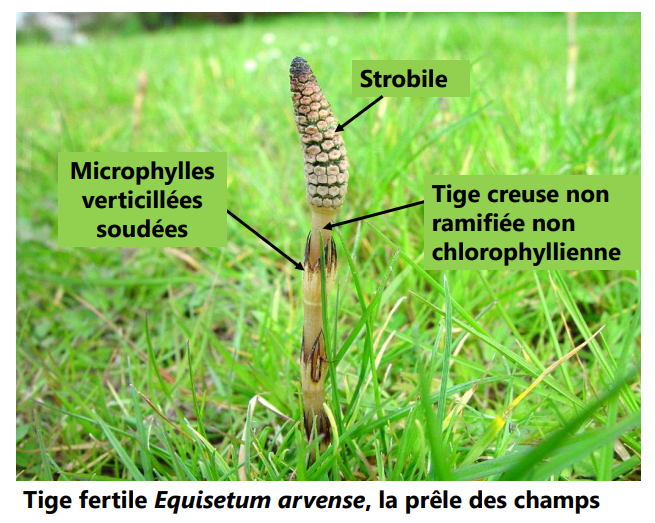 Strobile
Microphylles
verticillées
soudées
Tige creuse non
ramifiée non
chlorophyllienne
Tige fertile Equisetum arvense, la prêle des champs